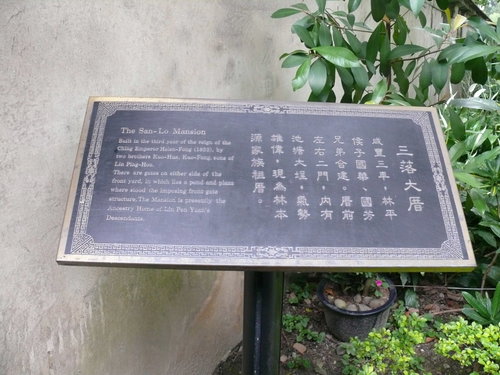 The San-Lo Mansion
Built in the third year of the reign of the
Ching Emperor Hsien-Feng (1853), by
two brothers Kuo-Hua, Kuo-Fang, sons of
Lin Ping-Hou.
There are gates on either side of the
front yard, in which lies a pond and plaza
where stood the imposing front gate
structure. The Mansion is presently the
Ancestry Home of Lin Pen Yuan's
Descendants.
三落大厝
咸豐三年，林平
侯子國華、國芳
兄弟合建。厝前
左右二門，內有
池塘大埕，氣勢
雄偉，現為林本
源家族祖厝。